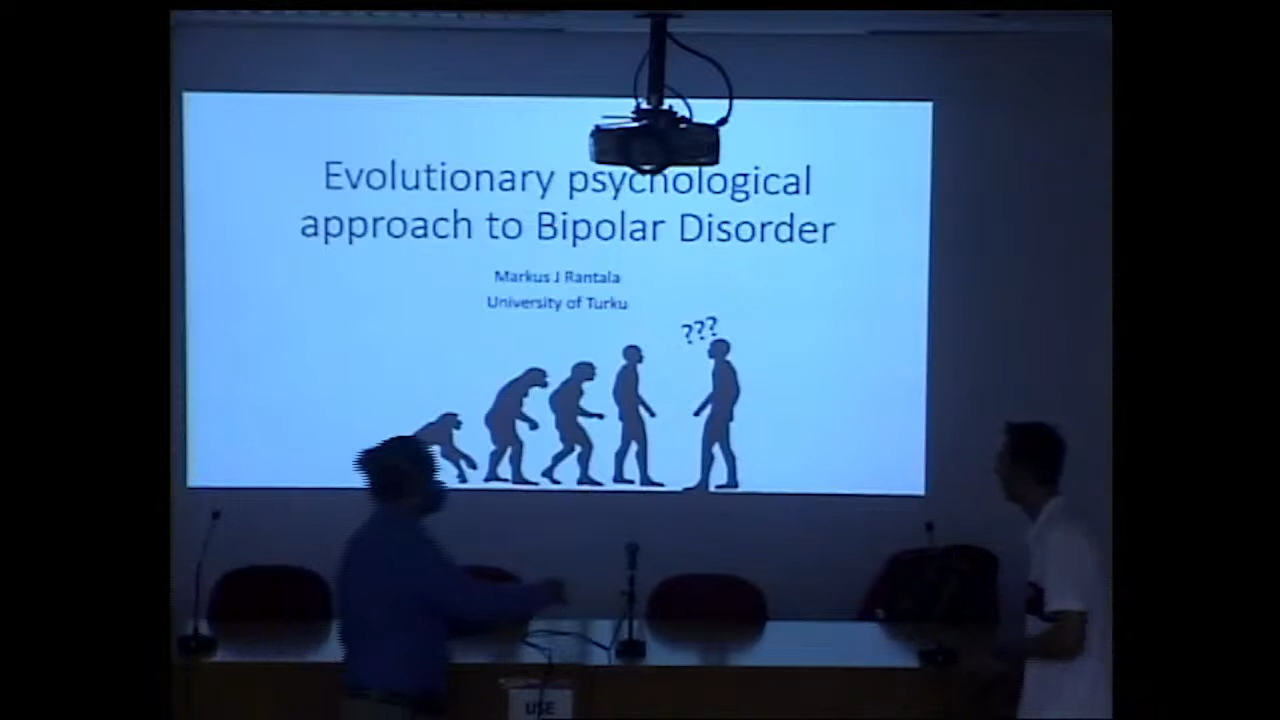 Evolutionary psychological
approach to Bipolar Disorder
Markus J Rantala
University of Turku
???
USE